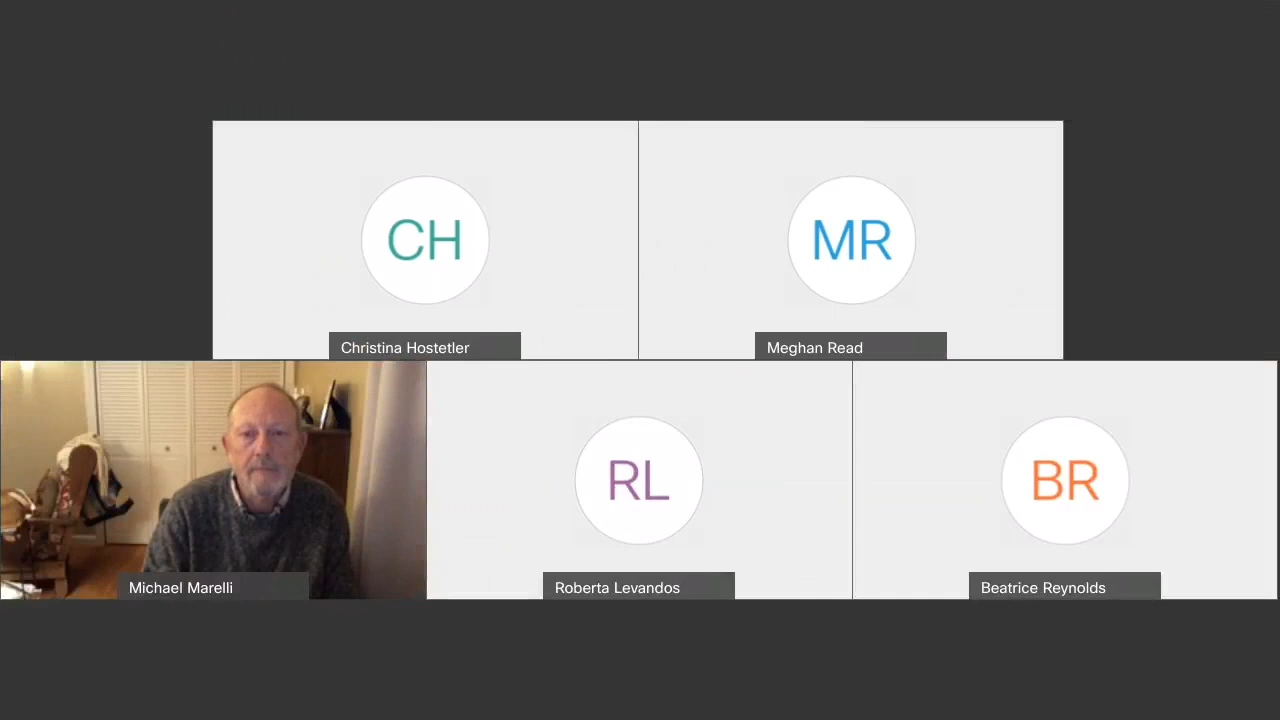 CH
MR
Christina Hostetler
Meghan Read
RL
BR
Michael Marelli
Roberta Levandos
Beatrice Reynolds